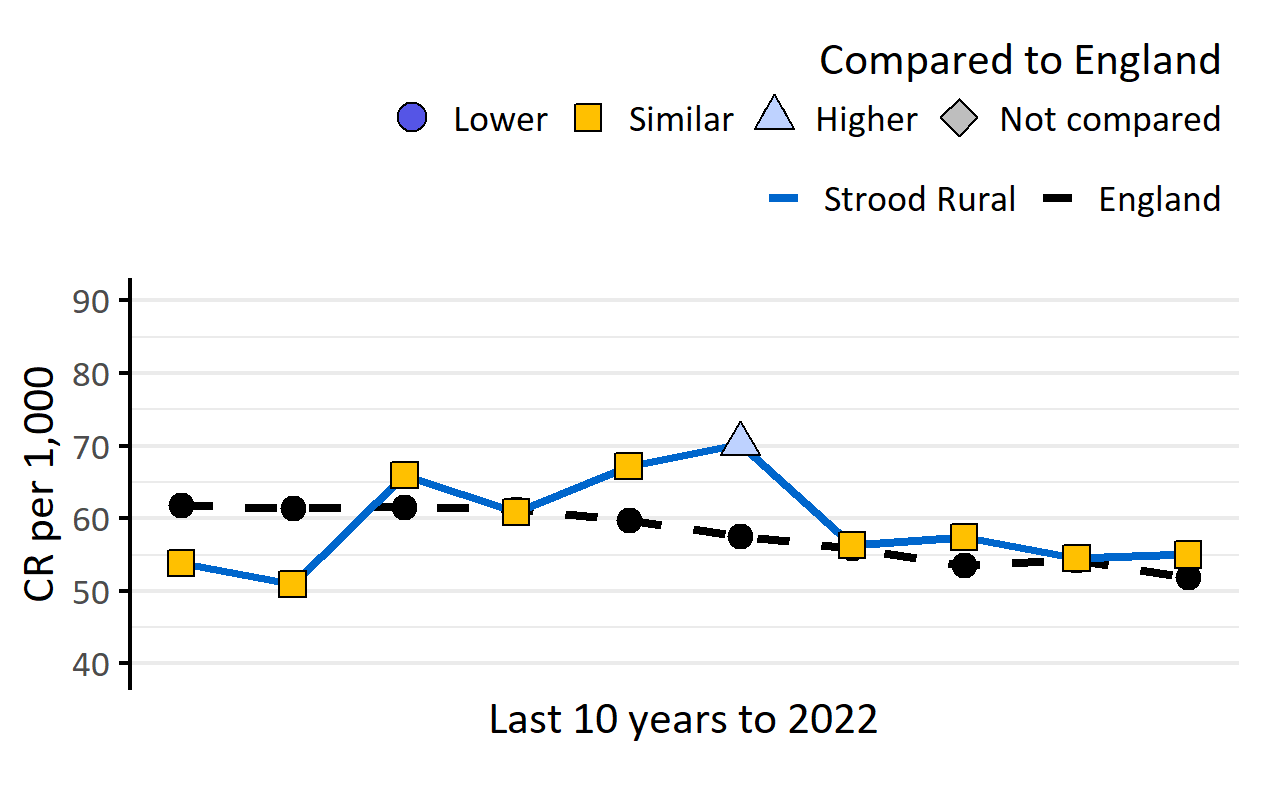 Compared to England
Lower Similar Higher Not compared
Strood Rural England
90
80
70
60
50
40
CR per 1,000
Last 10 years to 2022